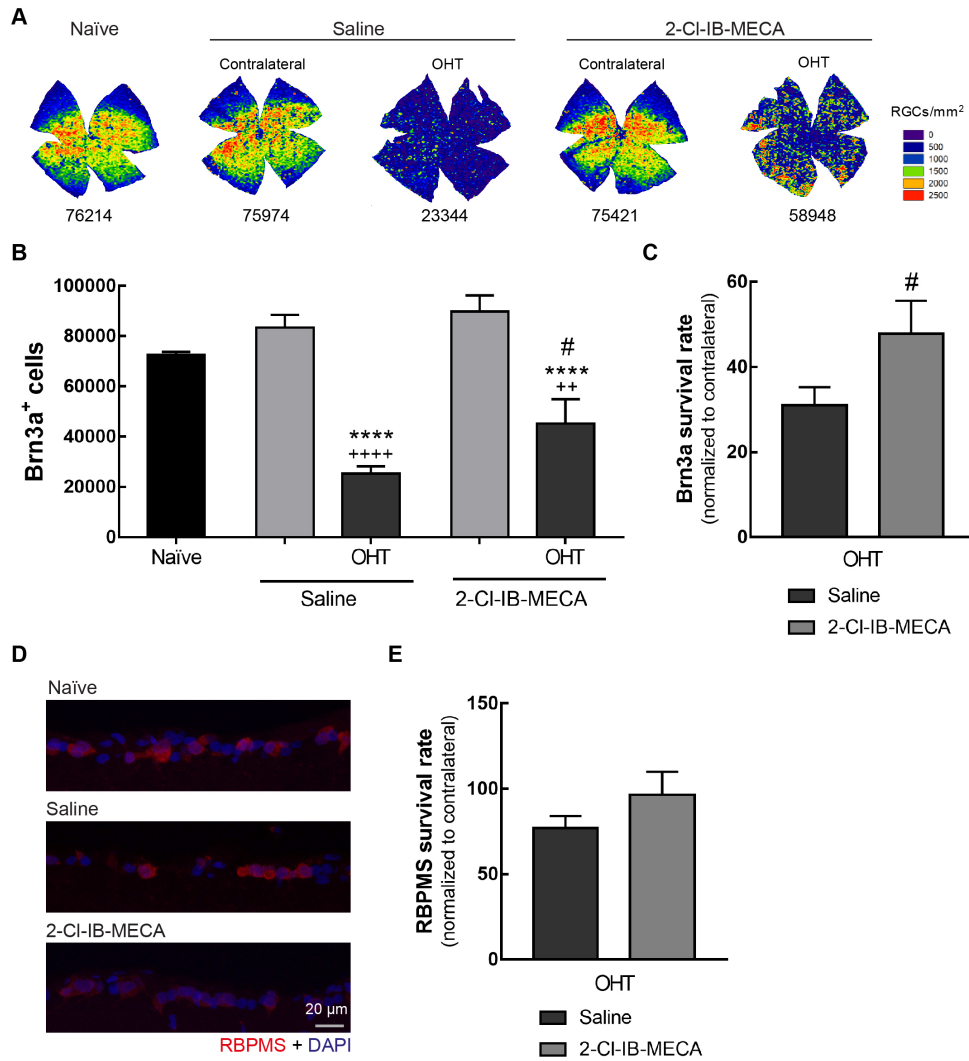 A
Naïve
Saline
2-Cl-IB-MECA
Contralateral
OHT
Contralateral
OHT
RGCs/mm²
0
500
1000
1500
2000
2500
76214
75974
23344
75421
58948
B
Brn3a⁺ cells
100000
80000
60000
40000
20000
0
****
++++
#
****
++
Naïve
OHT
OHT
Saline
2-Cl-IB-MECA
C
Brn3a survival rate
(normalized to contralateral)
60
40
20
0
#
OHT
Saline
2-Cl-IB-MECA
D
Naïve
Saline
2-Cl-IB-MECA
20 µm
RBPMS + DAPI
E
RBPMS survival rate
(normalized to contralateral)
150
100
50
0
OHT
Saline
2-Cl-IB-MECA